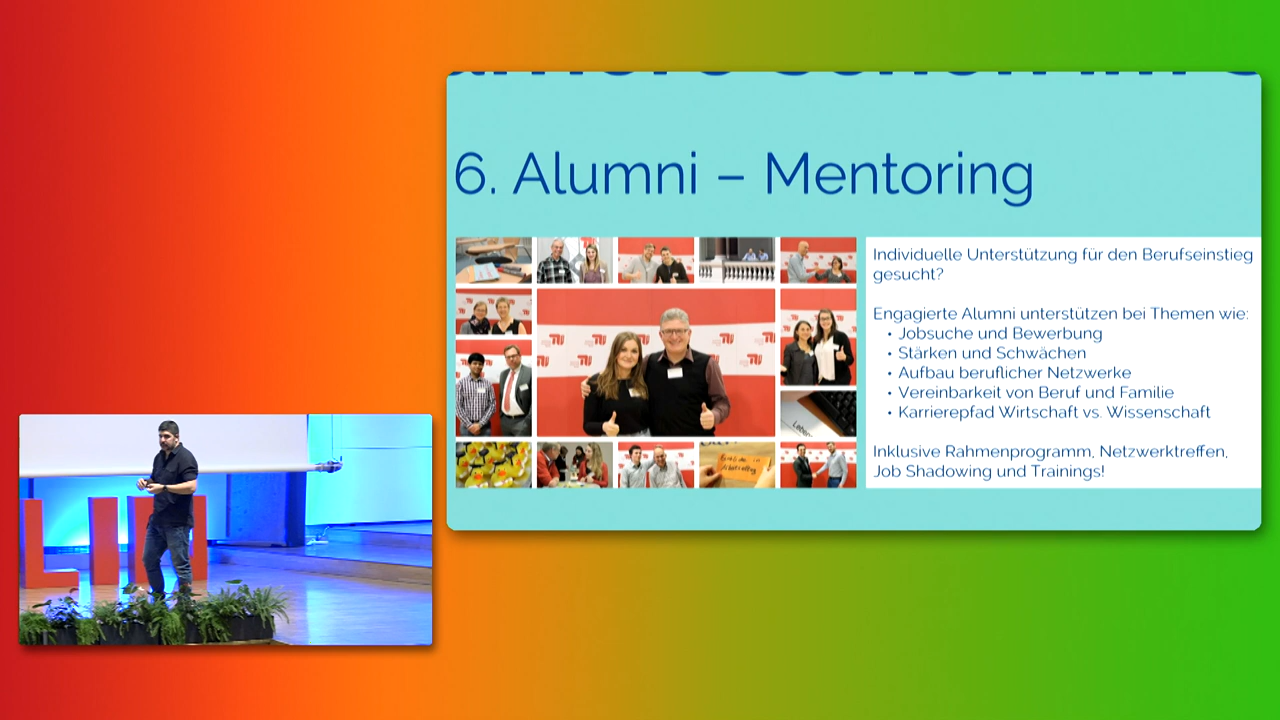 6. Alumni – Mentoring
Individuelle Unterstützung für den Berufseinstieg
gesucht?
Engagierte Alumni unterstützen bei Themen wie:
• Jobsuche und Bewerbung
• Stärken und Schwächen
• Aufbau beruflicher Netzwerke
• Vereinbarkeit von Beruf und Familie
• Karrierepfad Wirtschaft vs. Wissenschaft
Inklusive Rahmenprogramm, Netzwerktreffen,
Job Shadowing und Trainings!